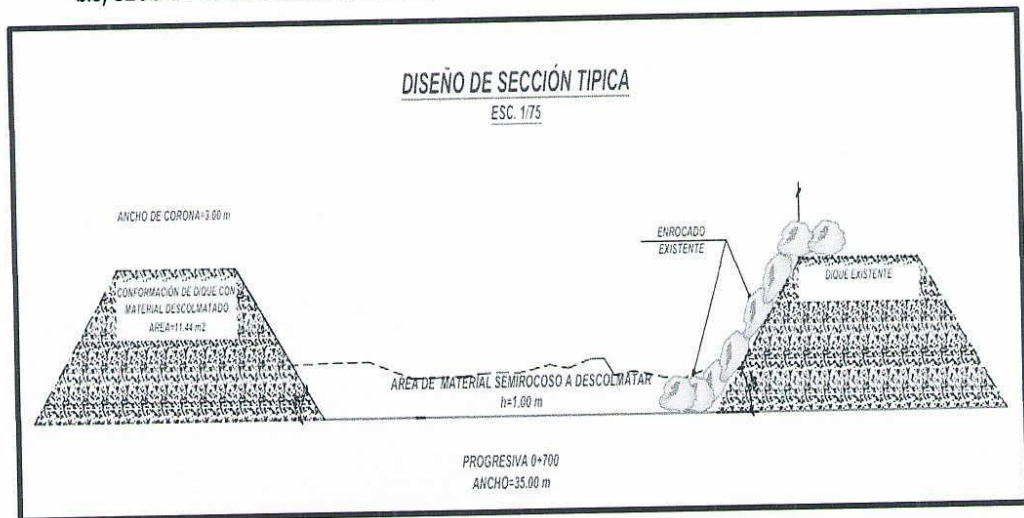 DISEÑO DE SECCIÓN TIPICA
ESC. 1/75
ANCHO DE CORONA=3.00 m
ENROCADO
EXISTENTE
CONFORMACIÓN DE DIQUE CON
MATERIAL DESCOLMATADO
AREA=11.44 m2
DIQUE EXISTENTE
AREA DE MATERIAL SEMIROCOSO A DESCOLMATAR
h=1.00 m
PROGRESIVA 0+700
ANCHO=35.00 m